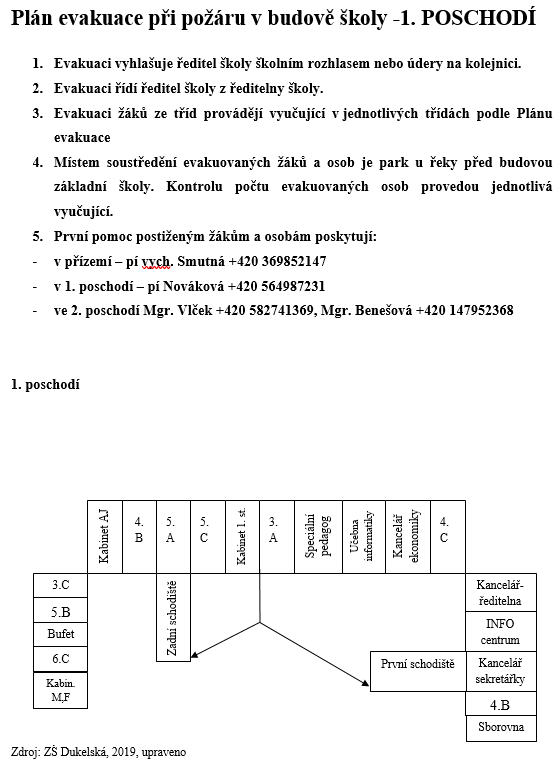 Plán evakuace při požáru v budově školy -1. POSCHODÍ
1. Evakuaci vyhlašuje ředitel školy školním rozhlasem nebo údery na kolejnici.
2. Evakuaci řídí ředitel školy z ředitelny školy.
3. Evakuaci žáků ze tříd provádějí vyučující v jednotlivých třídách podle Plánu
evakuace
4. Místem soustředění evakuovaných žáků a osob je park u řeky před budovou
základní školy. Kontrolu počtu evakuovaných osob provedou jednotlivá
vyučující.
5. První pomoc postiženým žákům a osobám poskytují:
- v přízemí – pí vych. Smutná +420 369852147
- v 1. poschodí – pí Nováková +420 564987231
- ve 2. poschodí Mgr. Vlček +420 582741369, Mgr. Benešová +420 147952368
1. poschodí
Kabinet AJ
4.
B
5.
A
5.
C
Kabinet 1. st.
3.
A
Speciální
pedagog
Učebna
informatiky
Kancelář
ekonomiky
4.
C
3.C
5.B
Bufet
6.C
Kabin.
M,F
Zadní schodiště
První schodiště
Kancelář-
ředitelna
INFO
centrum
Kancelář
sekretářky
4.B
Sborovna
Zdroj: ZŠ Dukelská, 2019, upraveno